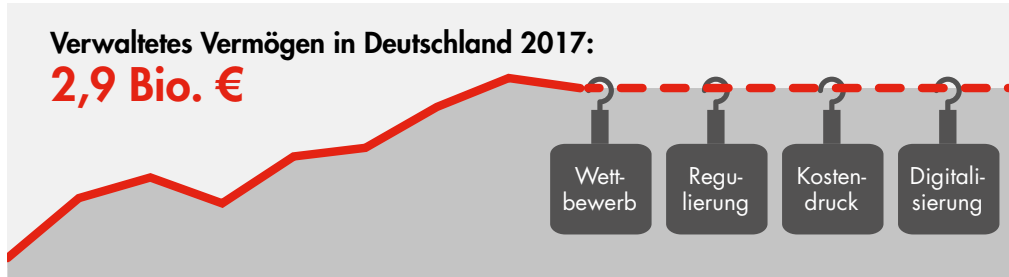 Verwaltetes Vermögen in Deutschland 2017:
2,9 Bio. €
Wett-
bewerb
Regu-
lierung
Kosten-
druck
Digitali-
sierung